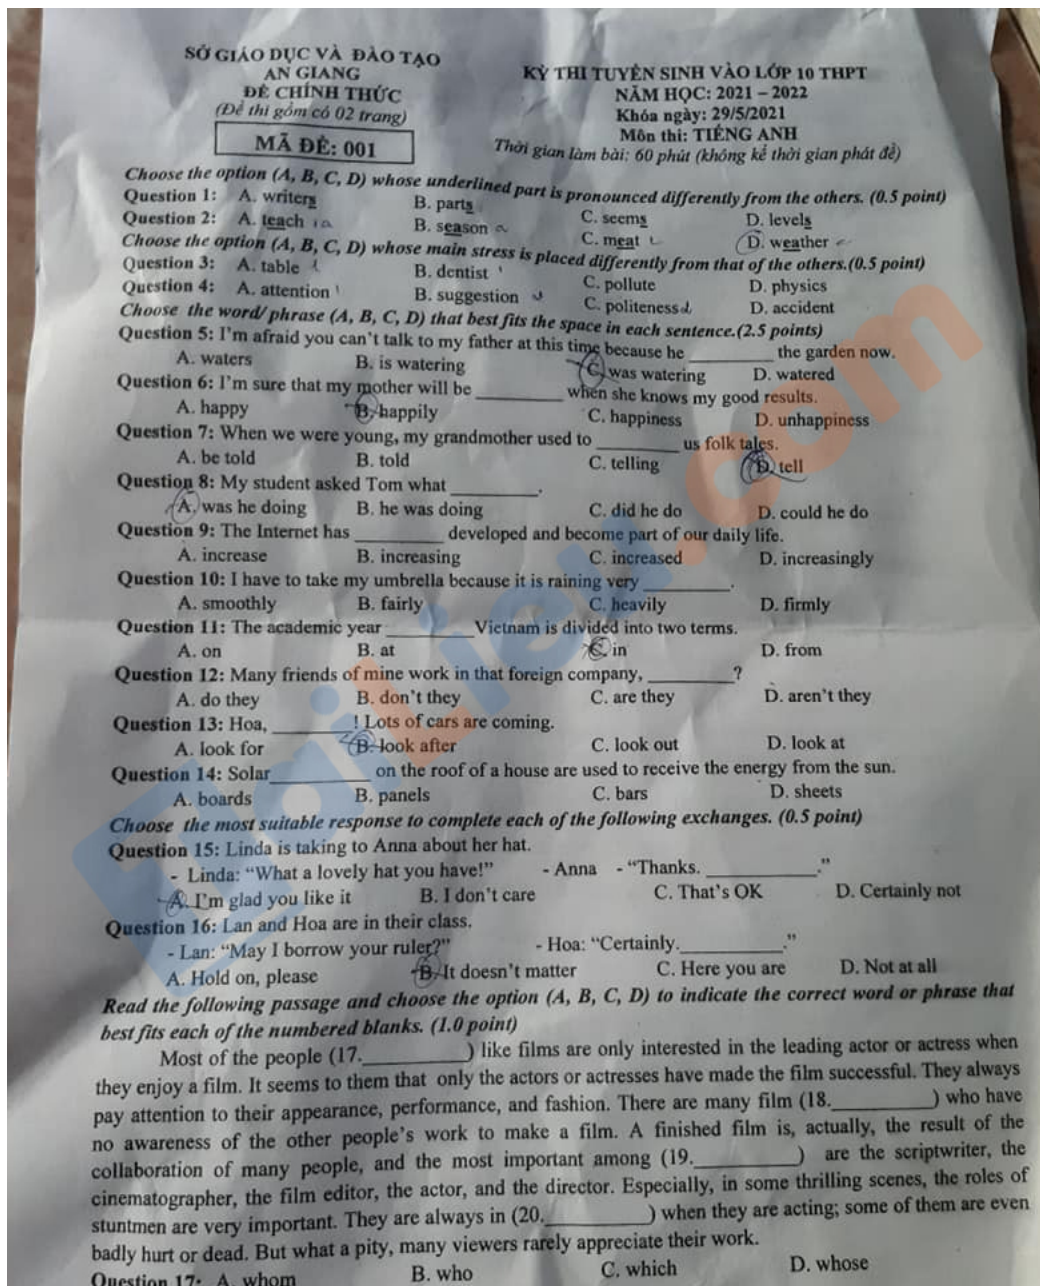 SỞ GIÁO DỤC VÀ ĐÀO TẠO
AN GIANG
ĐỀ CHÍNH THỨC
(Đề thi gồm có 02 trang)
MÃ ĐỀ: 001
KỲ THI TUYỂN SINH VÀO LỚP 10 THPT
NĂM HỌC: 2021 – 2022
Khóa ngày: 29/5/2021
Môn thi: TIẾNG ANH
Thời gian làm bài: 60 phút (không kể thời gian phát đề)
Choose the option (A, B, C, D) whose underlined part is pronounced differently from the others. (0.5 point)
Question 1: A. writers B. parts C. seems D. levels
Question 2: A. teach B. season C. meat D. weather
Choose the option (A, B, C, D) whose main stress is placed differently from that of the others.(0.5 point)
Question 3: A. table B. dentist C. pollute D. physics
Question 4: A. attention B. suggestion C. politeness D. accident
Choose the word/ phrase (A, B, C, D) that best fits the space in each sentence.(2.5 points)
Question 5: I'm afraid you can't talk to my father at this time because he ________ the garden now.
A. waters B. is watering C. was watering D. watered
Question 6: I'm sure that my mother will be ________ when she knows my good results.
A. happy B. happily C. happiness D. unhappiness
Question 7: When we were young, my grandmother used to ________ us folk tales.
A. be told B. told C. telling D. tell
Question 8: My student asked Tom what ________.
A. was he doing B. he was doing C. did he do D. could he do
Question 9: The Internet has ________ developed and become part of our daily life.
A. increase B. increasing C. increased D. increasingly
Question 10: I have to take my umbrella because it is raining very ________.
A. smoothly B. fairly C. heavily D. firmly
Question 11: The academic year ________ Vietnam is divided into two terms.
A. on B. at C. in D. from
Question 12: Many friends of mine work in that foreign company, ________?
A. do they B. don't they C. are they D. aren't they
Question 13: Hoa, ________! Lots of cars are coming.
A. look for B. look after C. look out D. look at
Question 14: Solar ________ on the roof of a house are used to receive the energy from the sun.
A. boards B. panels C. bars D. sheets
Choose the most suitable response to complete each of the following exchanges. (0.5 point)
Question 15: Linda is taking to Anna about her hat.
- Linda: "What a lovely hat you have!" - Anna - "Thanks. ________."
A. I'm glad you like it B. I don't care C. That's OK D. Certainly not
Question 16: Lan and Hoa are in their class.
- Lan: "May I borrow your ruler?" - Hoa: "Certainly. ________."
A. Hold on, please B. It doesn't matter C. Here you are D. Not at all
Read the following passage and choose the option (A, B, C, D) to indicate the correct word or phrase that
best fits each of the numbered blanks. (1.0 point)
Most of the people (17. ________) like films are only interested in the leading actor or actress when
they enjoy a film. It seems to them that only the actors or actresses have made the film successful. They always
pay attention to their appearance, performance, and fashion. There are many film (18. ________) who have
no awareness of the other people's work to make a film. A finished film is, actually, the result of the
collaboration of many people, and the most important among (19. ________) are the scriptwriter, the
cinematographer, the film editor, the actor, and the director. Especially, in some thrilling scenes, the roles of
stuntmen are very important. They are always in (20. ________) when they are acting; some of them are even
badly hurt or dead. But what a pity, many viewers rarely appreciate their work.
Question 17: A. whom B. who C. which D. whose
TaiLieu.com